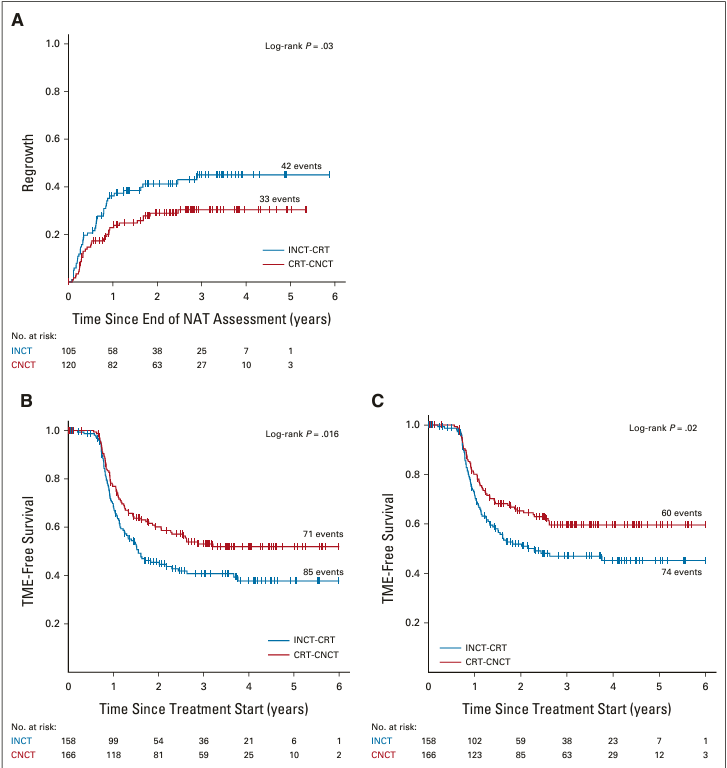 A
Log-rank P = .03
1.0
0.8
0.6
0.4
0.2
Regrowth
42 events
33 events
INCT-CRT
CRT-CNCT
0 1 2 3 4 5 6
Time Since End of NAT Assessment (years)
No. at risk:
INCT 105 58 38 25 7 1
CNCT 120 82 63 27 10 3
B
Log-rank P = .016
1.0
0.8
0.6
0.4
0.2
TME-Free Survival
71 events
85 events
INCT-CRT
CRT-CNCT
0 1 2 3 4 5 6
Time Since Treatment Start (years)
No. at risk:
INCT 158 99 54 36 21 6 1
CNCT 166 118 81 59 25 10 2
C
Log-rank P = .02
1.0
0.8
0.6
0.4
0.2
TME-Free Survival
60 events
74 events
INCT-CRT
CRT-CNCT
0 1 2 3 4 5 6
Time Since Treatment Start (years)
No. at risk:
INCT 158 102 59 38 23 7 1
CNCT 166 123 85 63 29 12 3